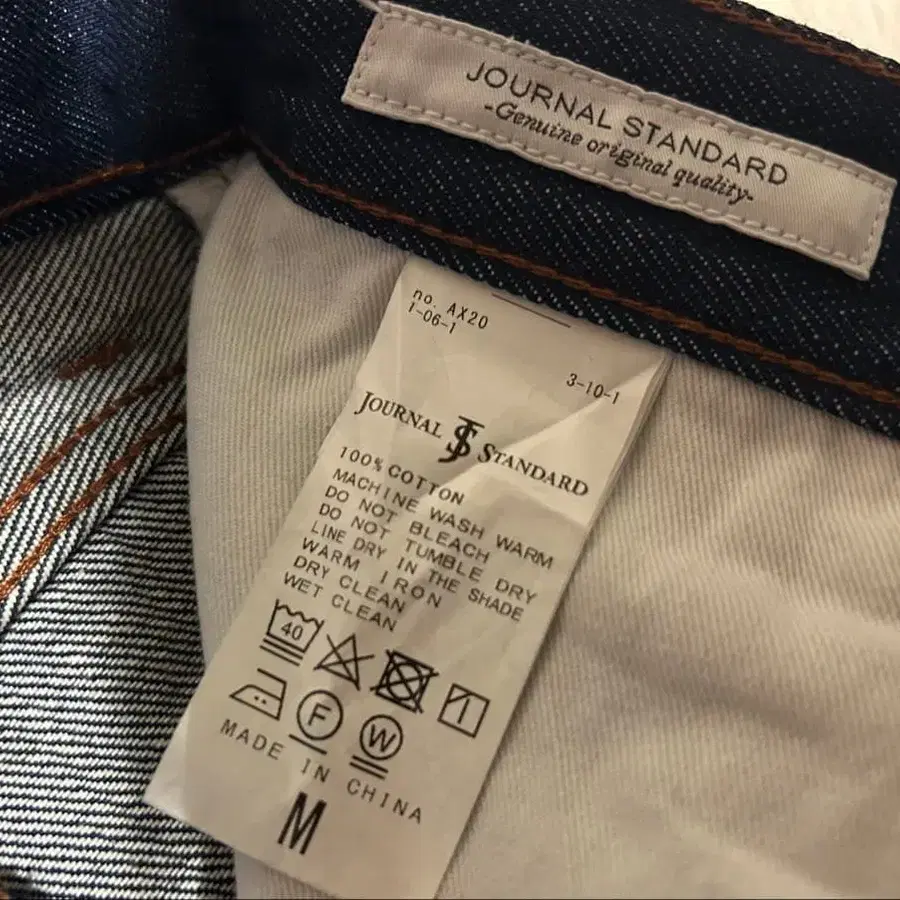 JOURNAL STANDARD
-Genuine original quality-
no. AX20
1-06-1
3-10-1
JOURNAL JS STANDARD
100% COTTON
MACHINE WASH WARM
DO NOT BLEACH
DO NOT TUMBLE DRY
LINE DRY IN THE SHADE
WARM IRON
DRY CLEAN
WET CLEAN
40
F
W
MADE IN CHINA
M